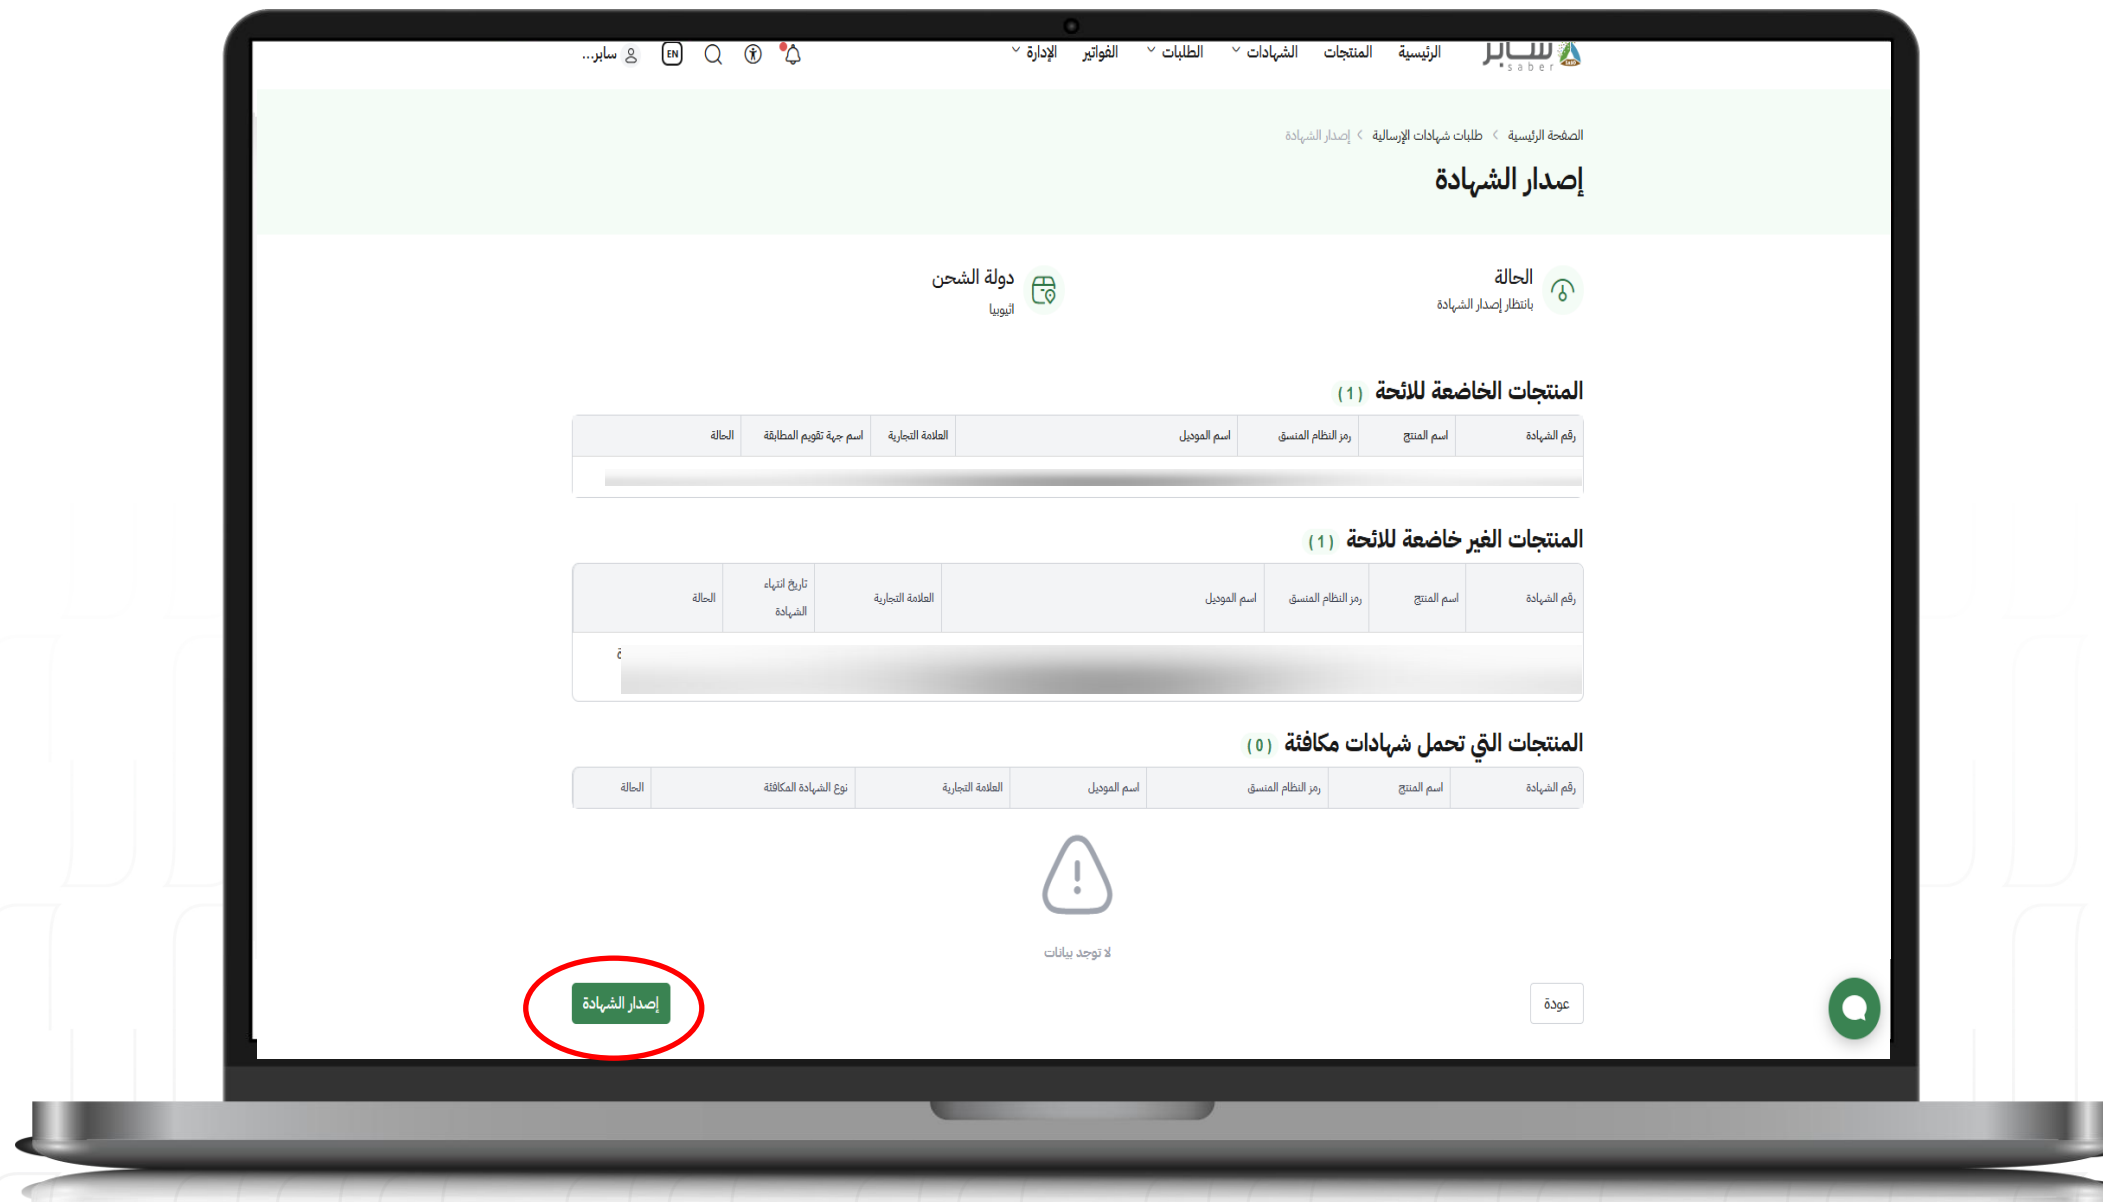 سابر
saber
الرئيسية
المنتجات
الشهادات
الطلبات
الفواتير
الإدارة
EN
سابر...
الصفحة الرئيسية > طلبات شهادات الإرسالية > إصدار الشهادة
إصدار الشهادة
الحالة
بانتظار إصدار الشهادة
دولة الشحن
اثيوبيا
المنتجات الخاضعة للائحة (1)
رقم الشهادة
اسم المنتج
رمز النظام المنسق
اسم الموديل
العلامة التجارية
اسم جهة تقويم المطابقة
الحالة
المنتجات الغير خاضعة للائحة (1)
رقم الشهادة
اسم المنتج
رمز النظام المنسق
اسم الموديل
العلامة التجارية
تاريخ انتهاء
الشهادة
الحالة
المنتجات التي تحمل شهادات مكافئة (0)
رقم الشهادة
اسم المنتج
رمز النظام المنسق
اسم الموديل
العلامة التجارية
نوع الشهادة المكافئة
الحالة
لا توجد بيانات
عودة
إصدار الشهادة